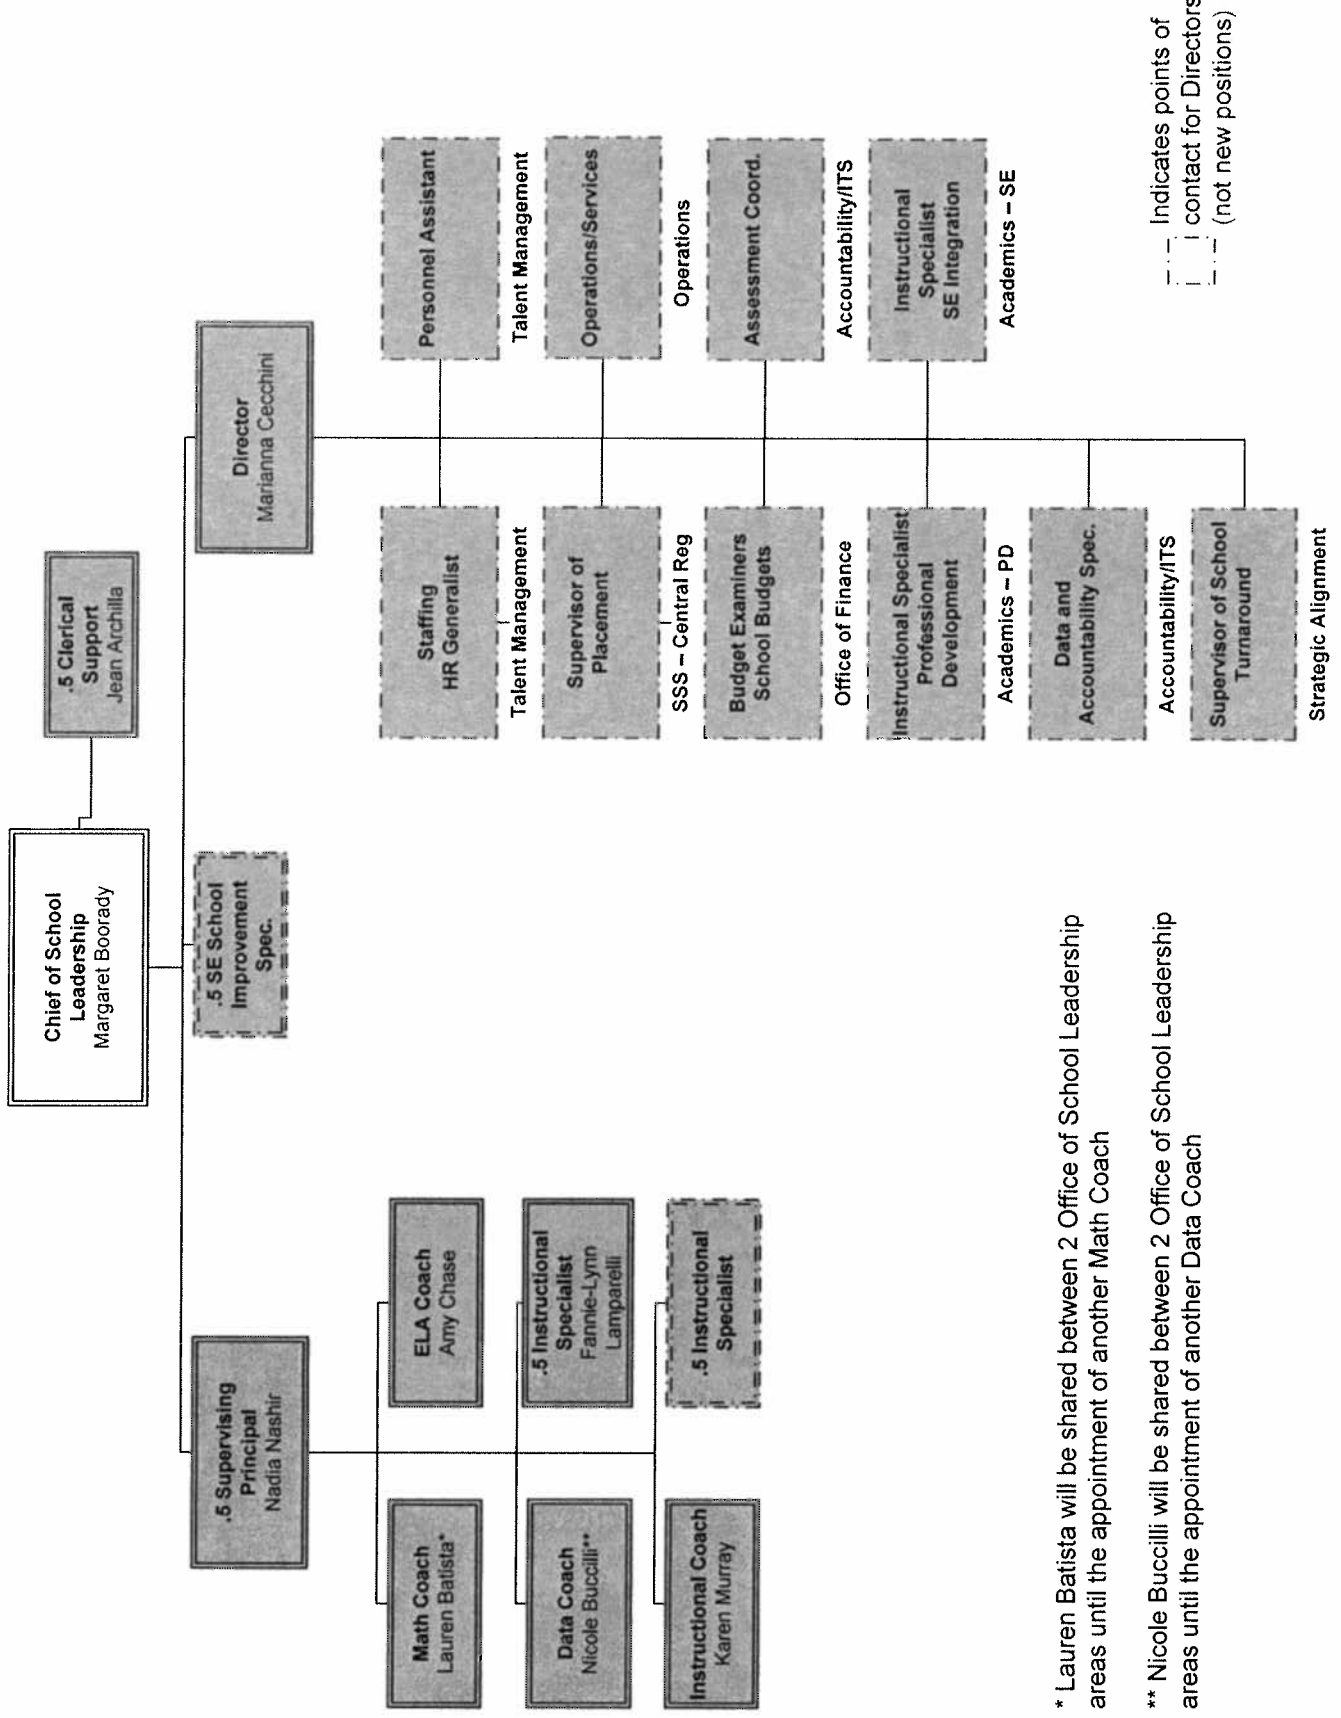 Chief of School
Leadership
Margaret Boorady
.5 Clerical
Support
Jean Archilla
.5 Supervising
Principal
Nadia Nashir
.5 SE School
Improvement
Spec.
Director
Marianna Cecchini
Math Coach
Lauren Batista*
ELA Coach
Amy Chase
Data Coach
Nicole Buccilli**
.5 Instructional
Specialist
Fannie-Lynn
Lamparelli
Instructional Coach
Karen Murray
.5 Instructional
Specialist
Staffing
HR Generalist
Talent Management
Personnel Assistant
Talent Management
Supervisor of
Placement
SSS – Central Reg
Operations/Services
Operations
Budget Examiners
School Budgets
Office of Finance
Assessment Coord.
Accountability/ITS
Instructional Specialist
Professional
Development
Academics – PD
Instructional
Specialist
SE Integration
Academics – SE
Data and
Accountability Spec.
Accountability/ITS
Supervisor of School
Turnaround
Strategic Alignment
* Lauren Batista will be shared between 2 Office of School Leadership
areas until the appointment of another Math Coach
** Nicole Buccilli will be shared between 2 Office of School Leadership
areas until the appointment of another Data Coach
Indicates points of
contact for Directors
(not new positions)